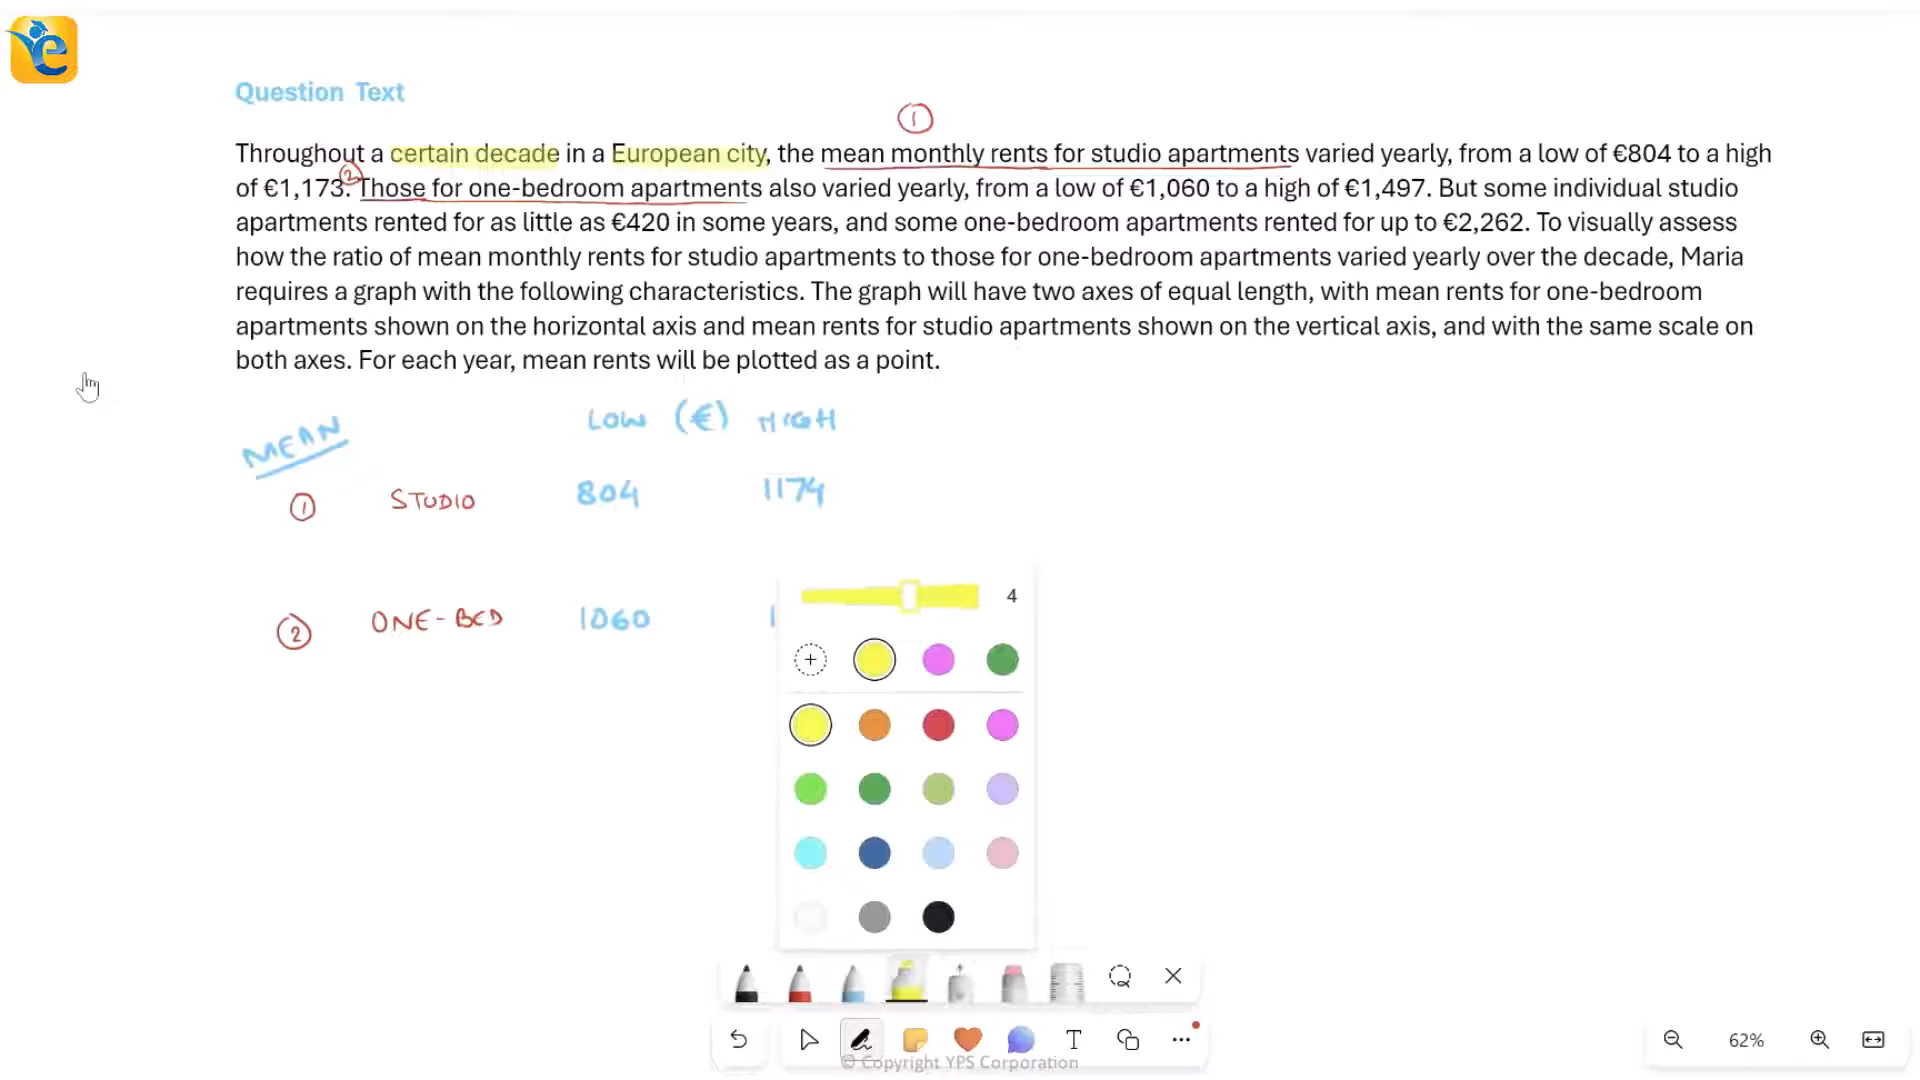 Question Text
①
Throughout a certain decade in a European city, the mean monthly rents for studio apartments varied yearly, from a low of €804 to a high
②
of €1,173. Those for one-bedroom apartments also varied yearly, from a low of €1,060 to a high of €1,497. But some individual studio
apartments rented for as little as €420 in some years, and some one-bedroom apartments rented for up to €2,262. To visually assess
how the ratio of mean monthly rents for studio apartments to those for one-bedroom apartments varied yearly over the decade, Maria
requires a graph with the following characteristics. The graph will have two axes of equal length, with mean rents for one-bedroom
apartments shown on the horizontal axis and mean rents for studio apartments shown on the vertical axis, and with the same scale on
both axes. For each year, mean rents will be plotted as a point.
MEAN LOW (€) HIGH
① STUDIO 804 1174
② ONE-BED 1060 1
4
62%
© Copyright YPS Corporation